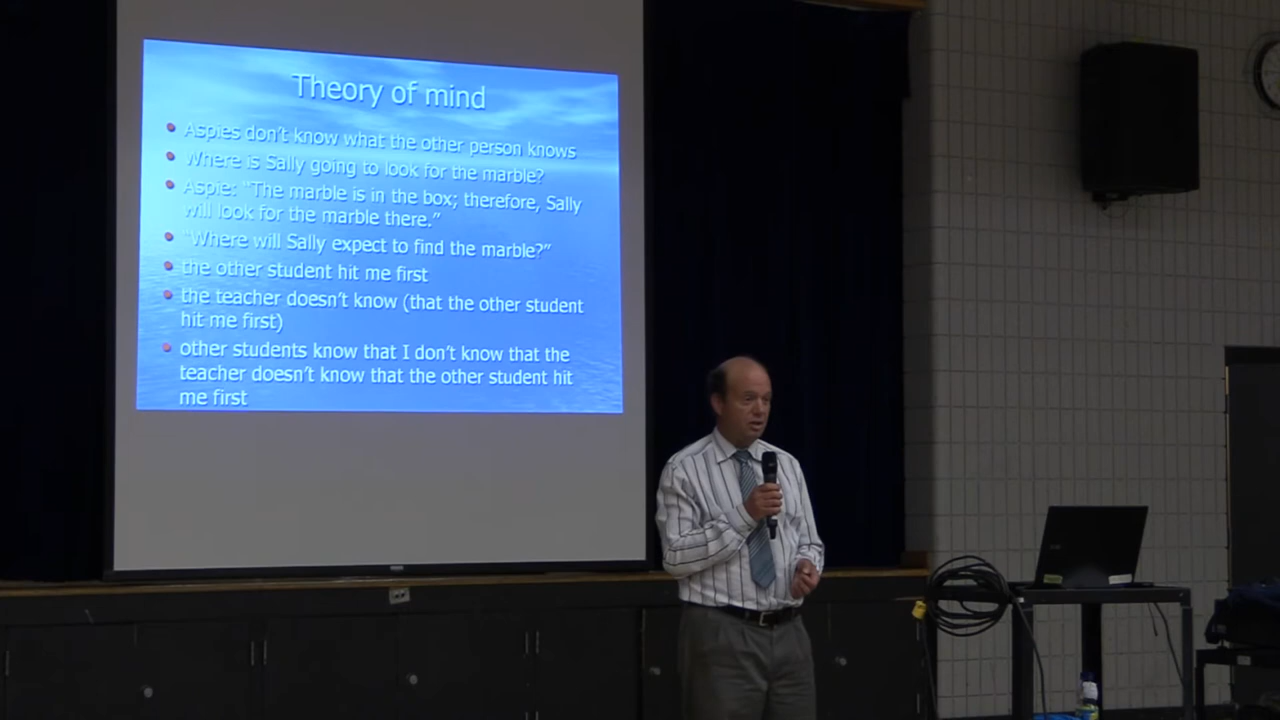 Theory of mind
Aspies don't know what the other person knows
Where is Sally going to look for the marble?
Aspie: "The marble is in the box; therefore, Sally
will look for the marble there."
"Where will Sally expect to find the marble?"
the other student hit me first
the teacher doesn't know (that the other student
hit me first)
other students know that I don't know that the
teacher doesn't know that the other student hit
me first